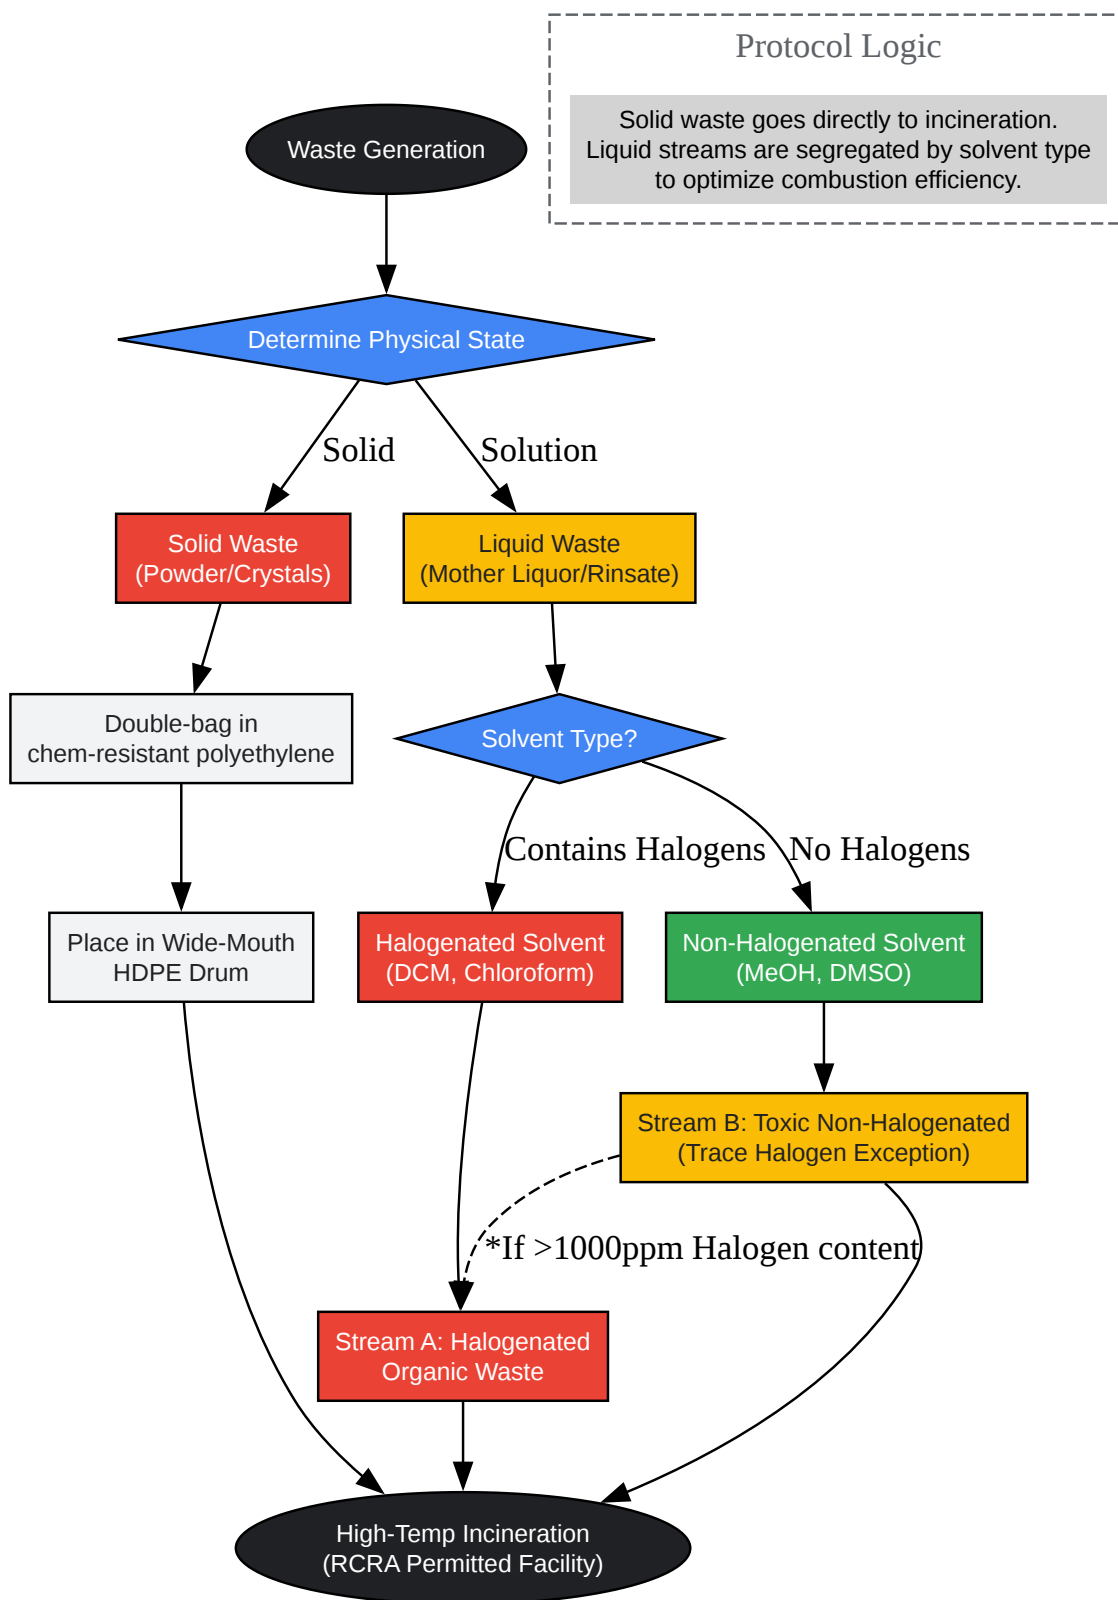 Protocol Logic
Solid waste goes directly to incineration.
Liquid streams are segregated by solvent type
to optimize combustion efficiency.
Waste Generation
Determine Physical State
Solid
Solution
Solid Waste
(Powder/Crystals)
Liquid Waste
(Mother Liquor/Rinsate)
Double-bag in
chem-resistant polyethylene
Solvent Type?
Contains Halogens
No Halogens
Place in Wide-Mouth
HDPE Drum
Halogenated Solvent
(DCM, Chloroform)
Non-Halogenated Solvent
(MeOH, DMSO)
Stream B: Toxic Non-Halogenated
(Trace Halogen Exception)
*If >1000ppm Halogen content
Stream A: Halogenated
Organic Waste
High-Temp Incineration
(RCRA Permitted Facility)